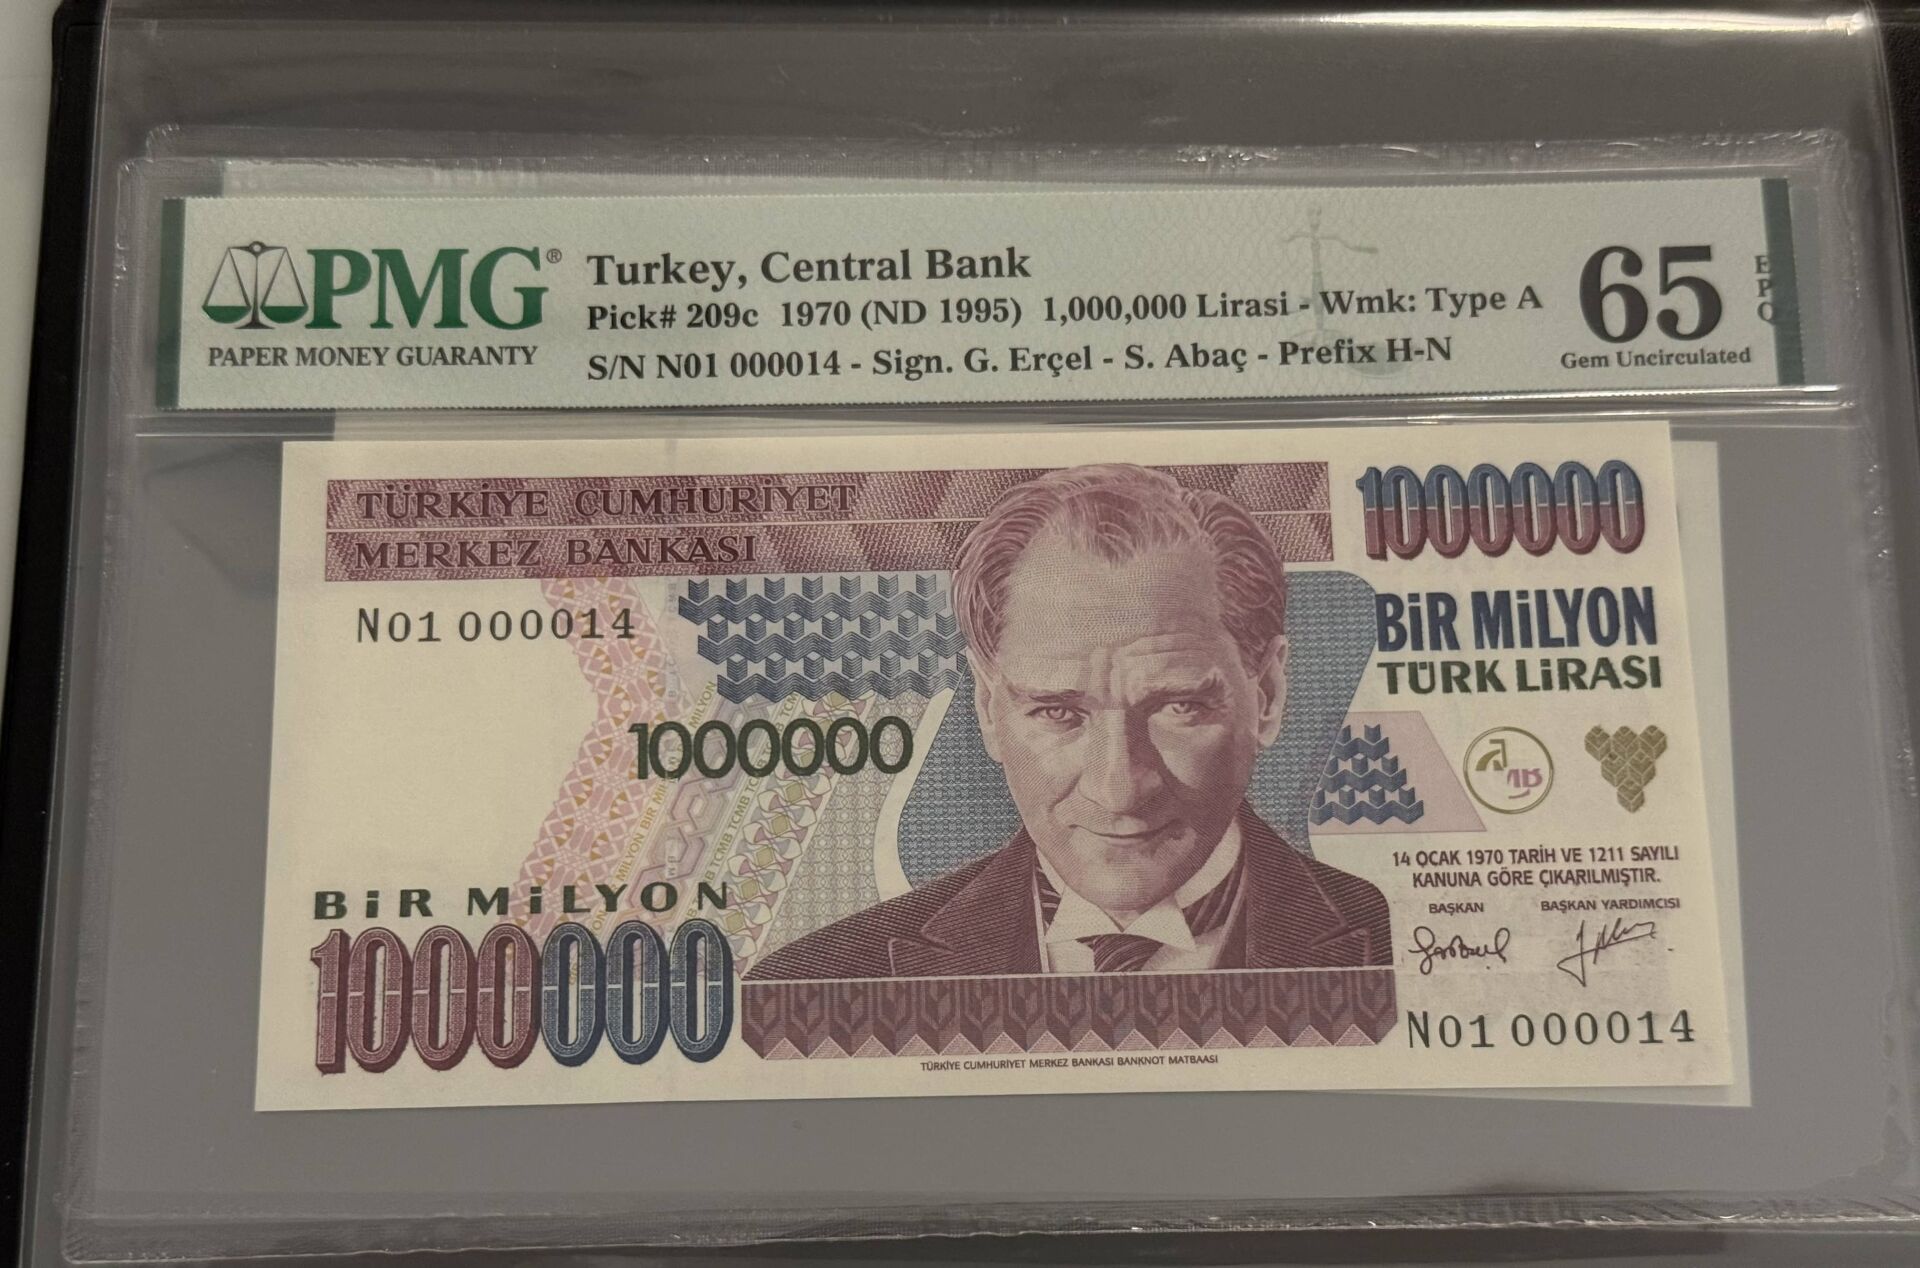 PMG®
PAPER MONEY GUARANTY
Turkey, Central Bank
Pick# 209c 1970 (ND 1995) 1,000,000 Lirasi - Wmk: Type A
S/N N01 000014 - Sign. G. Erçel - S. Abaç - Prefix H-N
65
EPQ
Gem Uncirculated
TÜRKİYE CUMHURİYET
MERKEZ BANKASI
1000000
N01 000014
BİR MİLYON
TÜRK LİRASI
1000000
14 OCAK 1970 TARİH VE 1211 SAYILI
KANUNA GÖRE ÇIKARILMIŞTIR.
BAŞKAN BAŞKAN YARDIMCISI
BİR MİLYON
1000000
N01 000014
TÜRKİYE CUMHURİYET MERKEZ BANKASI BANKNOT MATBAASI